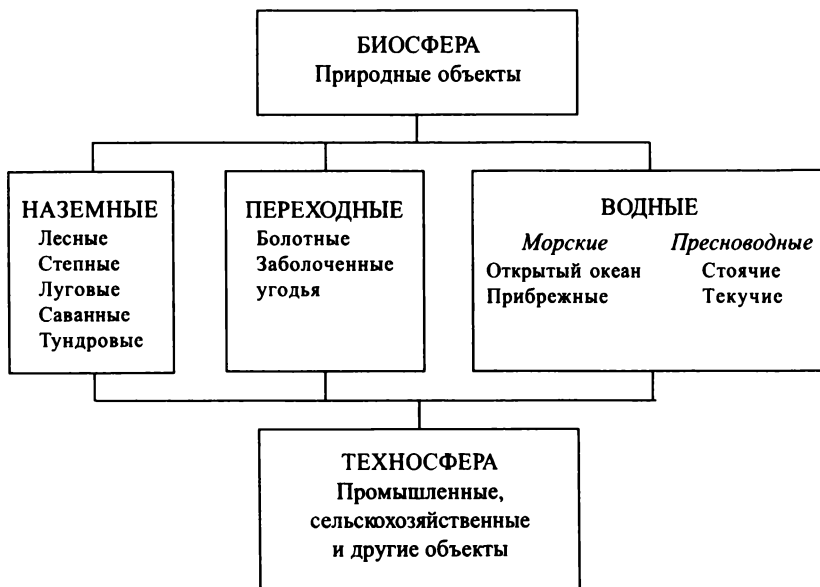 БИОСФЕРА
Природные объекты
НАЗЕМНЫЕ
Лесные
Степные
Луговые
Саванные
Тундровые
ПЕРЕХОДНЫЕ
Болотные
Заболоченные
угодья
ВОДНЫЕ
Морские
Открытый океан
Прибрежные
Пресноводные
Стоячие
Текучие
ТЕХНОСФЕРА
Промышленные,
сельскохозяйственные
и другие объекты